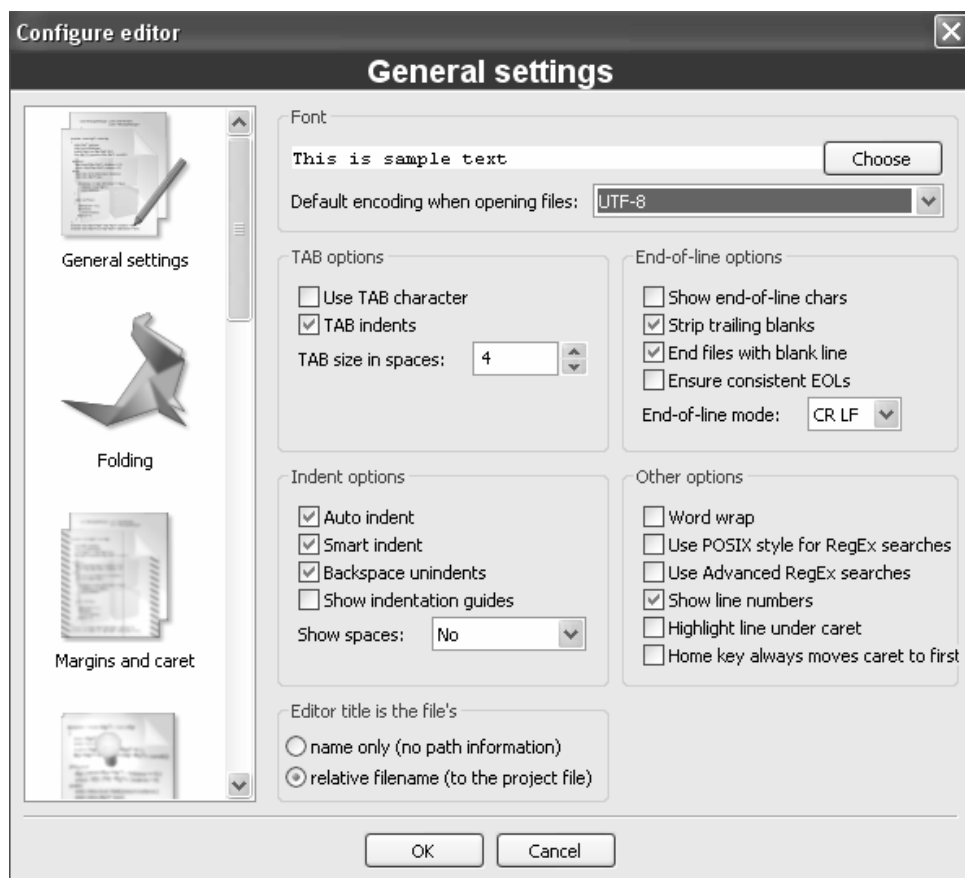 Configure editor
General settings
General settings
Folding
Margins and caret
Font
This is sample text
Choose
Default encoding when opening files: UTF-8
TAB options
Use TAB character
TAB indents
TAB size in spaces: 4
End-of-line options
Show end-of-line chars
Strip trailing blanks
End files with blank line
Ensure consistent EOLs
End-of-line mode: CR LF
Indent options
Auto indent
Smart indent
Backspace unindents
Show indentation guides
Show spaces: No
Other options
Word wrap
Use POSIX style for RegEx searches
Use Advanced RegEx searches
Show line numbers
Highlight line under caret
Home key always moves caret to first
Editor title is the file's
name only (no path information)
relative filename (to the project file)
OK
Cancel